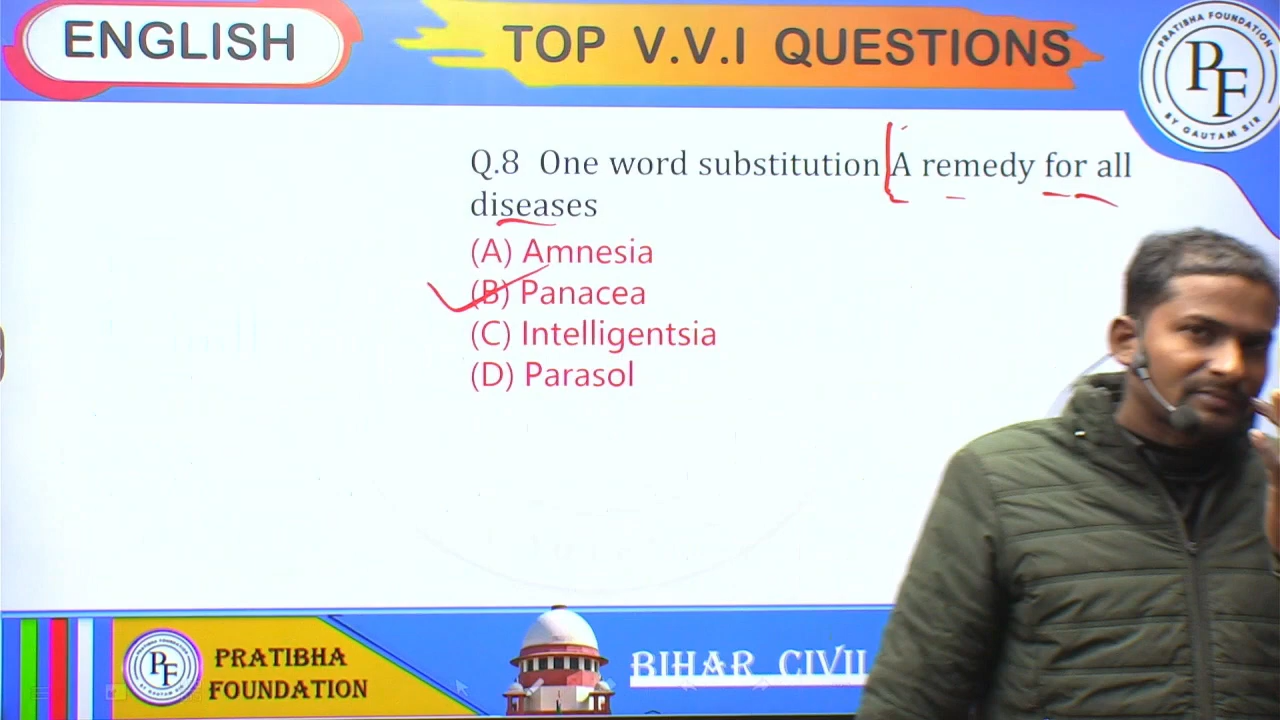 ENGLISH
TOP V.V.I QUESTIONS
PRATIBHA FOUNDATION
PF
BY GAUTAM SIR
Q.8 One word substitution A remedy for all
diseases
(A) Amnesia
(B) Panacea
(C) Intelligentsia
(D) Parasol
PF
PRATIBHA
FOUNDATION
BIHAR CIVIL